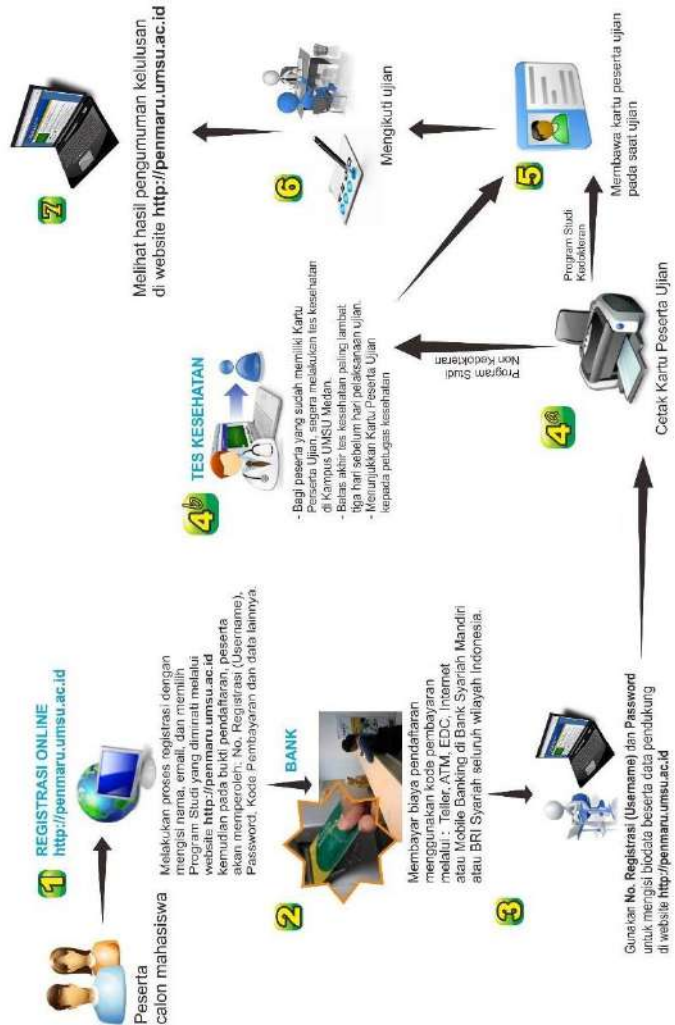 1
REGISTRASI ONLINE
http://penmaru.umsu.ac.id
Peserta
calon mahasiswa
Melakukan proses registrasi dengan
mengisi nama, email, dan memilih
Program Studi yang diminati melalui
website http://penmaru.umsu.ac.id
kemudian pada bukti pendaftaran, peserta
akan memperoleh: No. Registrasi (Username),
Password, Kode Pembayaran dan data lainnya.
2
BANK
Membayar biaya pendaftaran
menggunakan kode pembayaran
melalui : Teller, ATM, EDC, Internet
atau Mobile Banking di Bank Syariah Mandiri
atau BRI Syariah seluruh wilayah Indonesia.
3
Gunakan No. Registrasi (Username) dan Password
untuk mengisi biodata beserta data pendukung
di website http://penmaru.umsu.ac.id
4a
Cetak Kartu Peserta Ujian
Program Studi
Non Kedokteran
Program Studi
Kedokteran
4b
TES KESEHATAN
- Bagi peserta yang sudah memiliki Kartu
Perserta Ujian, segera melakukan tes kesehatan
di Kampus UMSU Medan.
- Batas akhir tes kesehatan paling lambat
tiga hari sebelum hari pelaksanaan ujian.
- Menunjukkan Kartu Peserta Ujian
kepada petugas kesehatan
5
Membawa kartu peserta ujian
pada saat ujian
6
Mengikuti ujian
7
Melihat hasil pengumuman kelulusan
di website http://penmaru.umsu.ac.id